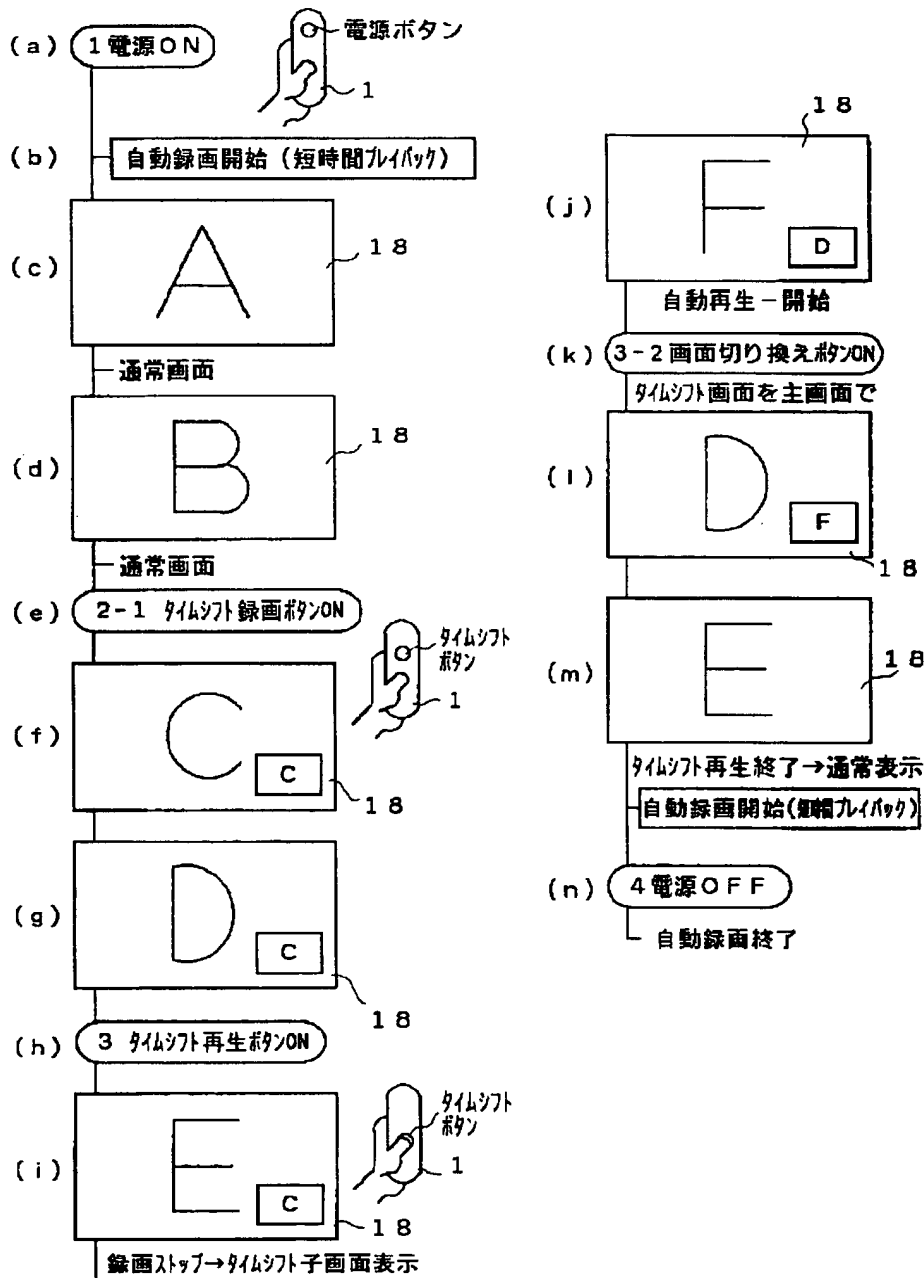 (a) 1電源ON
電源ボタン
1
(b) 自動録画開始(短時間プレイバック)
(c) A 18
通常画面
(d) B 18
通常画面
(e) 2-1 タイムシフト録画ボタンON
タイムシフト
ボタン
1
(f) C
C
18
(g) D
C
18
(h) 3 タイムシフト再生ボタンON
タイムシフト
ボタン
1
(i) E
C
18
録画ストップ→タイムシフト子画面表示
18
(j) F
D
自動再生-開始
(k) 3-2画面切り換えボタンON
タイムシフト画面を主画面で
(l) D
F
18
(m) E 18
タイムシフト再生終了→通常表示
自動録画開始(短時間プレイバック)
(n) 4電源OFF
自動録画終了